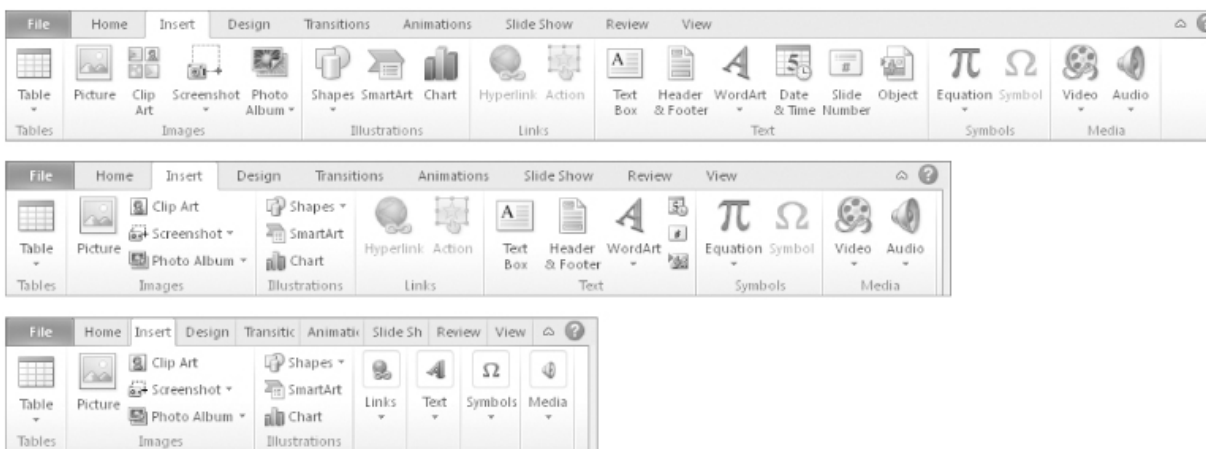 File Home Insert Design Transitions Animations Slide Show Review View
Table Picture Clip Screenshot Photo Shapes SmartArt Chart Hyperlink Action Text Header WordArt Date Slide Object Equation Symbol Video Audio
Art Album Box & Footer & Time Number
Tables Images Illustrations Links Text Symbols Media
File Home Insert Design Transitions Animations Slide Show Review View
Clip Art Shapes
Screenshot SmartArt
Table Picture Hyperlink Action Text Header WordArt Equation Symbol Video Audio
Photo Album Chart Box & Footer
Tables Images Illustrations Links Text Symbols Media
File Home Insert Design Transitic Animatic Slide Sh Review View
Clip Art Shapes
Screenshot SmartArt
Table Picture Links Text Symbols Media
Photo Album Chart
Tables Images Illustrations